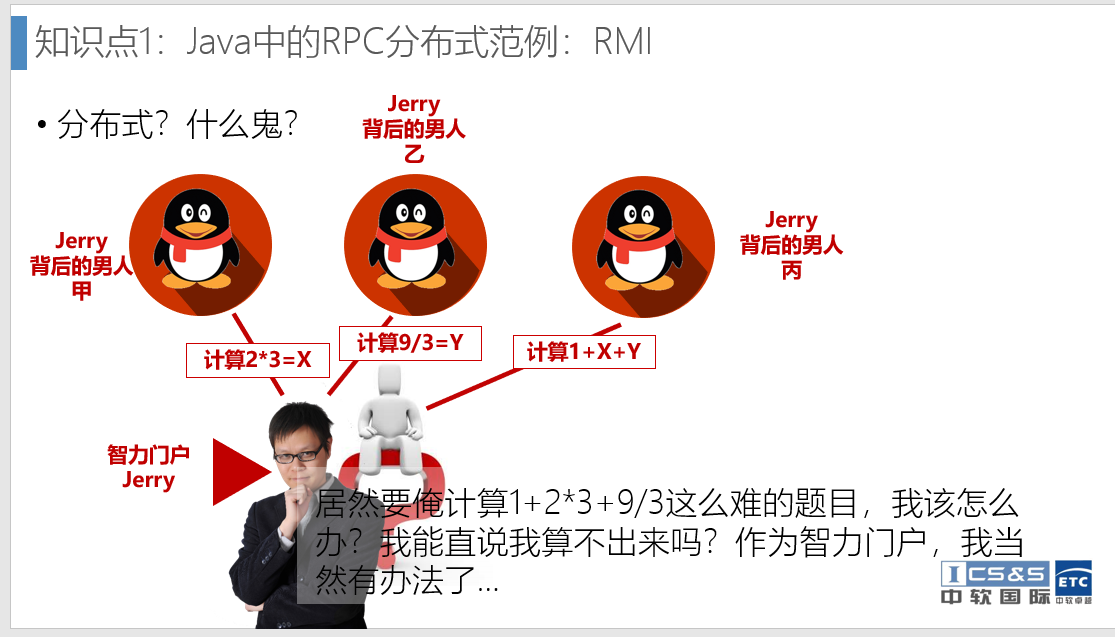 知识点1：Java中的RPC分布式范例：RMI
• 分布式？什么鬼？
Jerry
背后的男人
乙
Jerry
背后的男人
甲
Jerry
背后的男人
丙
计算2*3=X
计算9/3=Y
计算1+X+Y
智力门户
Jerry
居然要俺计算1+2*3+9/3这么难的题目，我该怎么
办？我能直说我算不出来吗？作为智力门户，我当
然有办法了...
ICS&S
中软国际
ETC
中软卓越